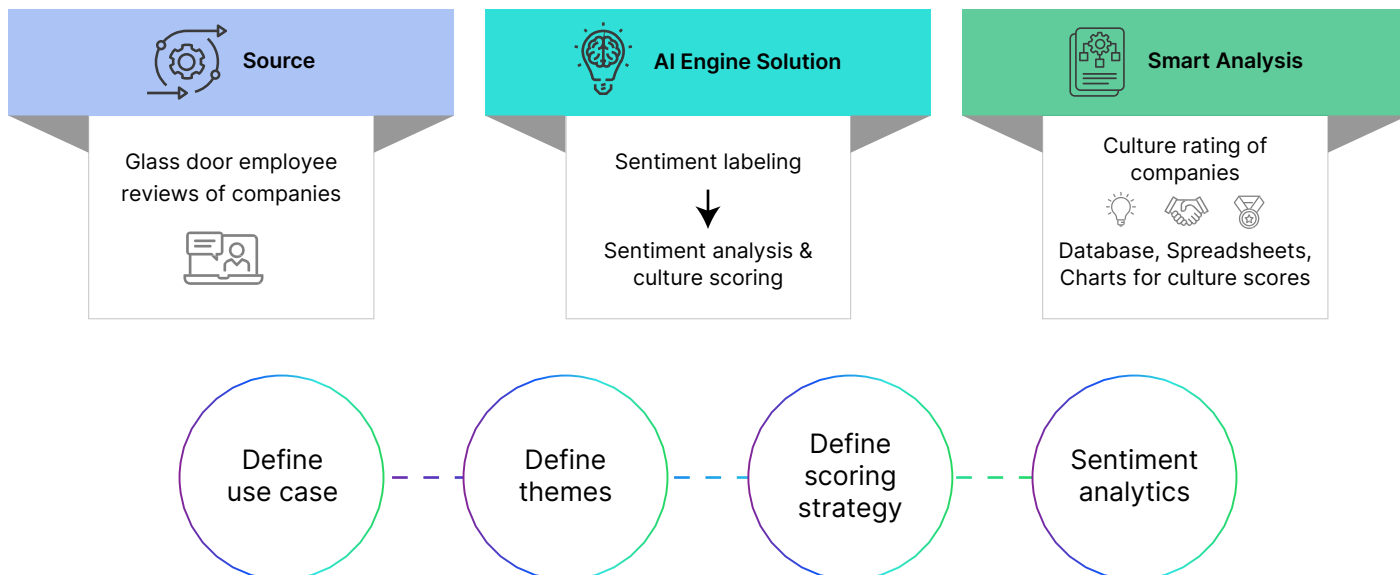 Source
Glass door employee
reviews of companies
AI Engine Solution
Sentiment labeling
Sentiment analysis &
culture scoring
Smart Analysis
Culture rating of
companies
Database, Spreadsheets,
Charts for culture scores
Define
use case
Define
themes
Define
scoring
strategy
Sentiment
analytics